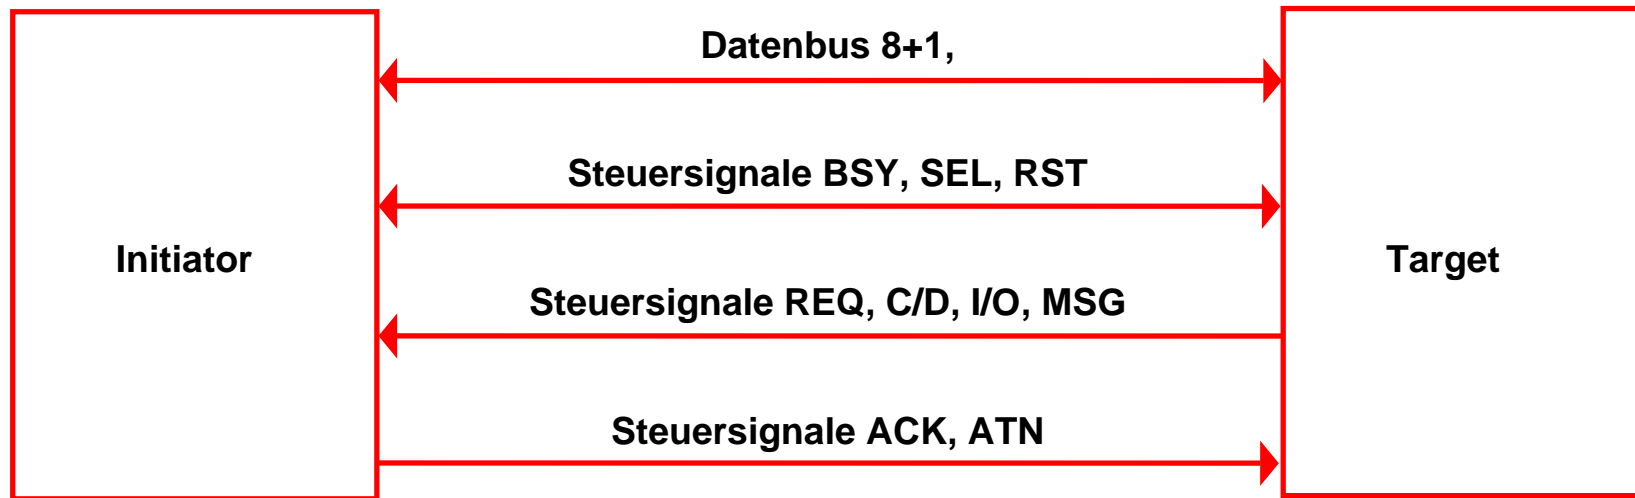 Datenbus 8+1,
Steuersignale BSY, SEL, RST
Initiator
Target
Steuersignale REQ, C/D, I/O, MSG
Steuersignale ACK, ATN